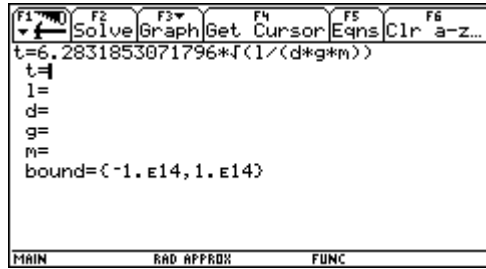 F1 F2 F3 F4 F5 F6
Solve Graph Get Cursor Eqns Clr a-z…
t=6.2831853071796*√(l/(d*g*m))
t=
l=
d=
g=
m=
bound={-1.E14,1.E14}
MAIN RAD APPROX FUNC